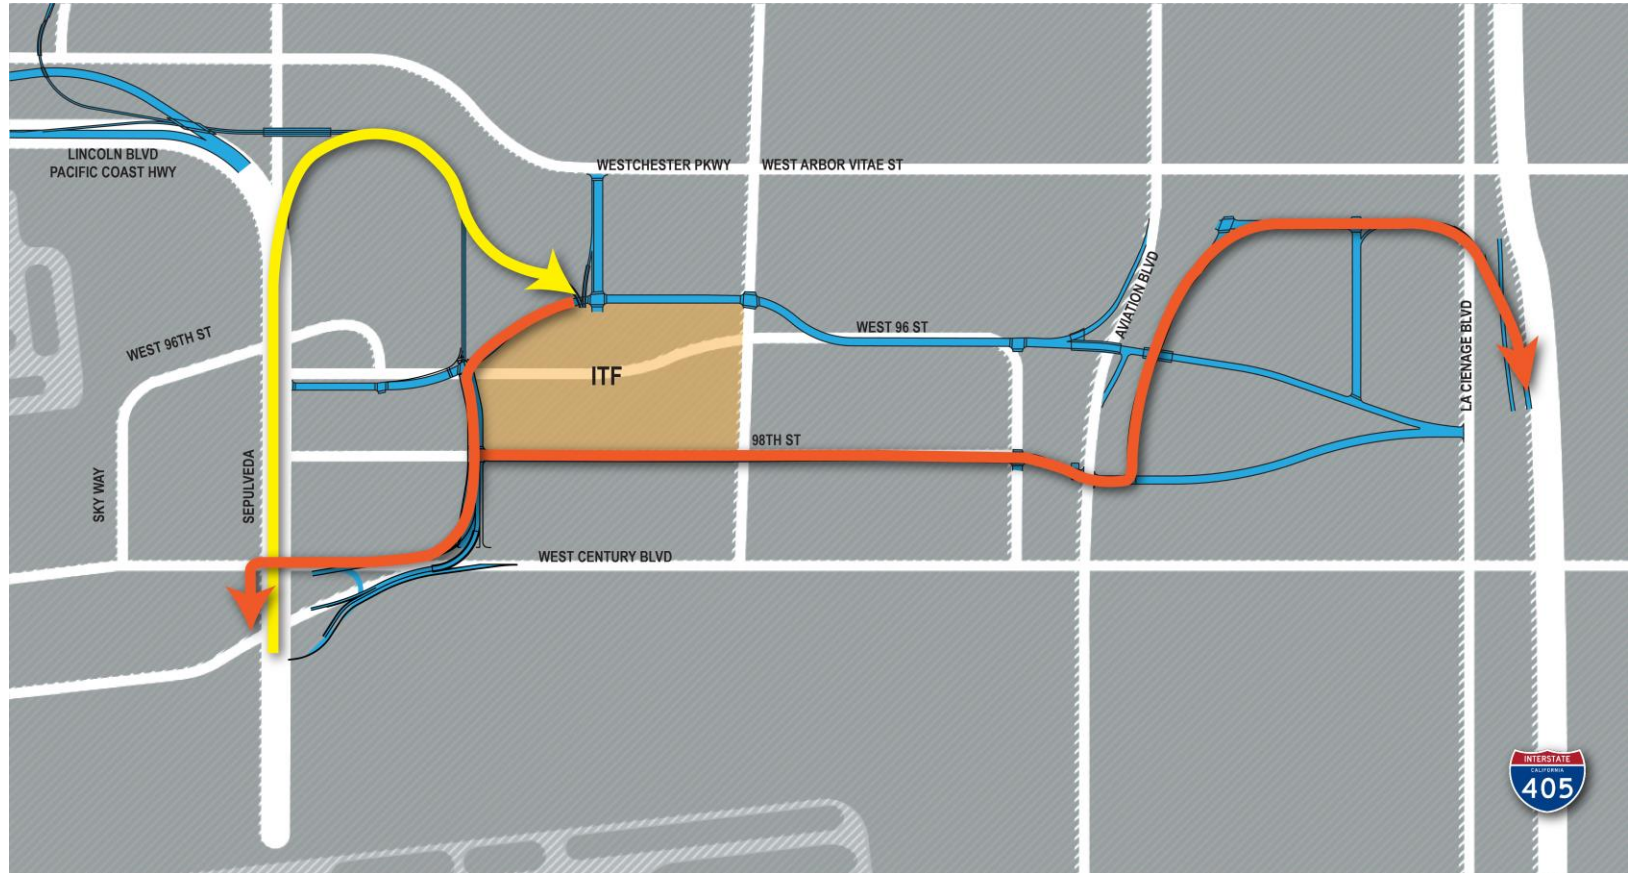 LINCOLN BLVD
PACIFIC COAST HWY
WESTCHESTER PKWY
WEST ARBOR VITAE ST
AVIATION BLVD
WEST 96TH ST
WEST 96 ST
LA CIENAGE BLVD
ITF
98TH ST
SKY WAY
SEPULVEDA
WEST CENTURY BLVD
INTERSTATE
CALIFORNIA
405